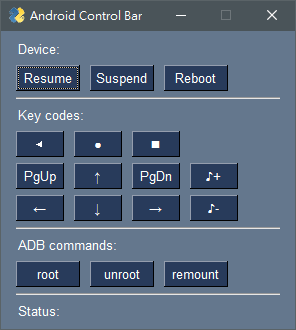 Android Control Bar
Device:
Resume Suspend Reboot
Key codes:
◄ ● ■
PgUp ↑ PgDn ♪+
← ↓ → ♪-
ADB commands:
root unroot remount
Status: